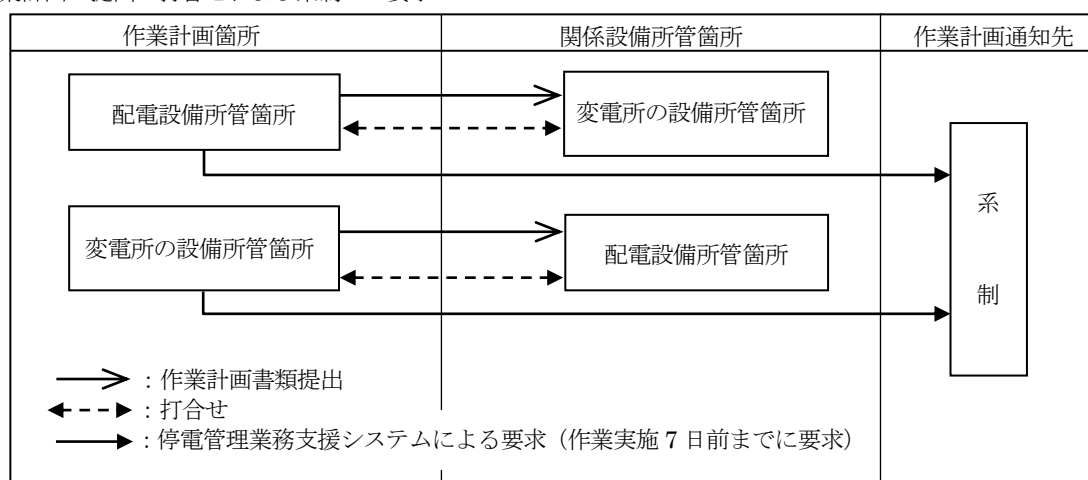 作業計画箇所 関係設備所管箇所 作業計画通知先
配電設備所管箇所 変電所の設備所管箇所
変電所の設備所管箇所 配電設備所管箇所
系
制
：作業計画書類提出
：打合せ
：停電管理業務支援システムによる要求（作業実施 7 日前までに要求）